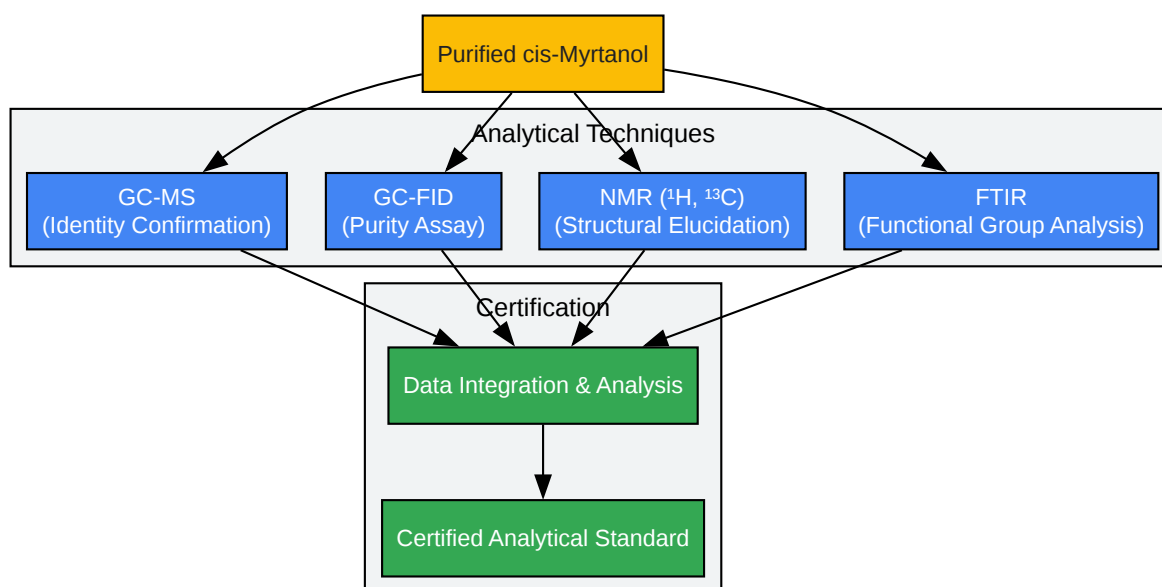 Purified cis-Myrtanol
Analytical Techniques
GC-MS
(Identity Confirmation)
GC-FID
(Purity Assay)
NMR (¹H, ¹³C)
(Structural Elucidation)
FTIR
(Functional Group Analysis)
Certification
Data Integration & Analysis
Certified Analytical Standard